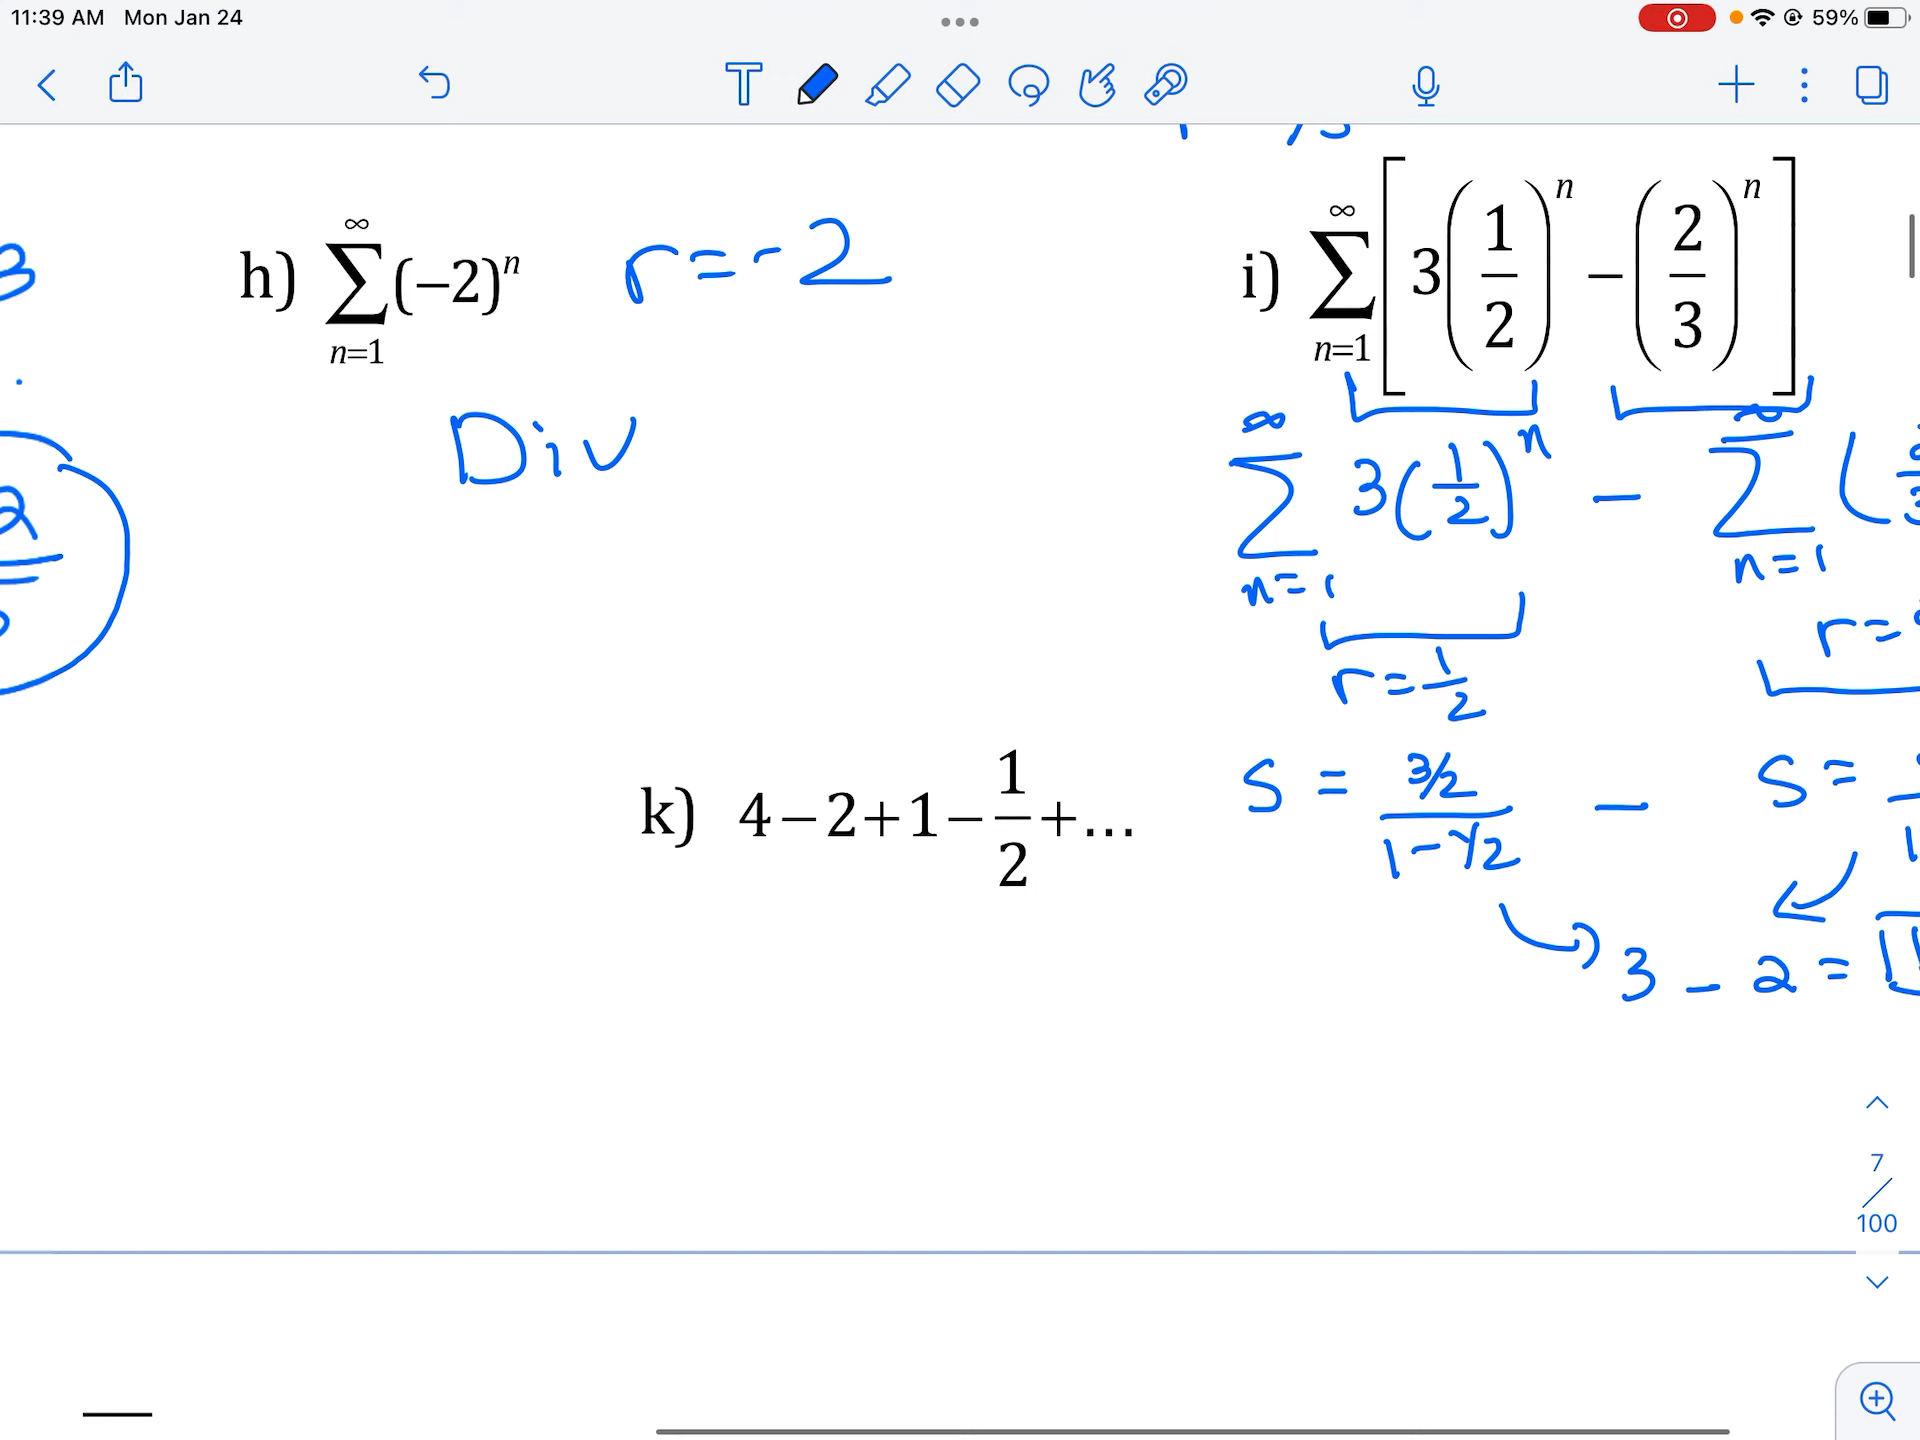 11:39 AM Mon Jan 24
59%
T
h) ∞ ∑ n=1 (−2)ⁿ r = -2
Div
i) ∞ ∑ n=1 [3(1/2)ⁿ − (2/3)ⁿ]
∞ ∑ n=1 3(1/2)ⁿ − ∞ ∑ n=1 (
r = 1/2
r =
k) 4−2+1−1/2+...
S = 3/2 / 1-1/2 − S =
3 - 2 =
7
/
100